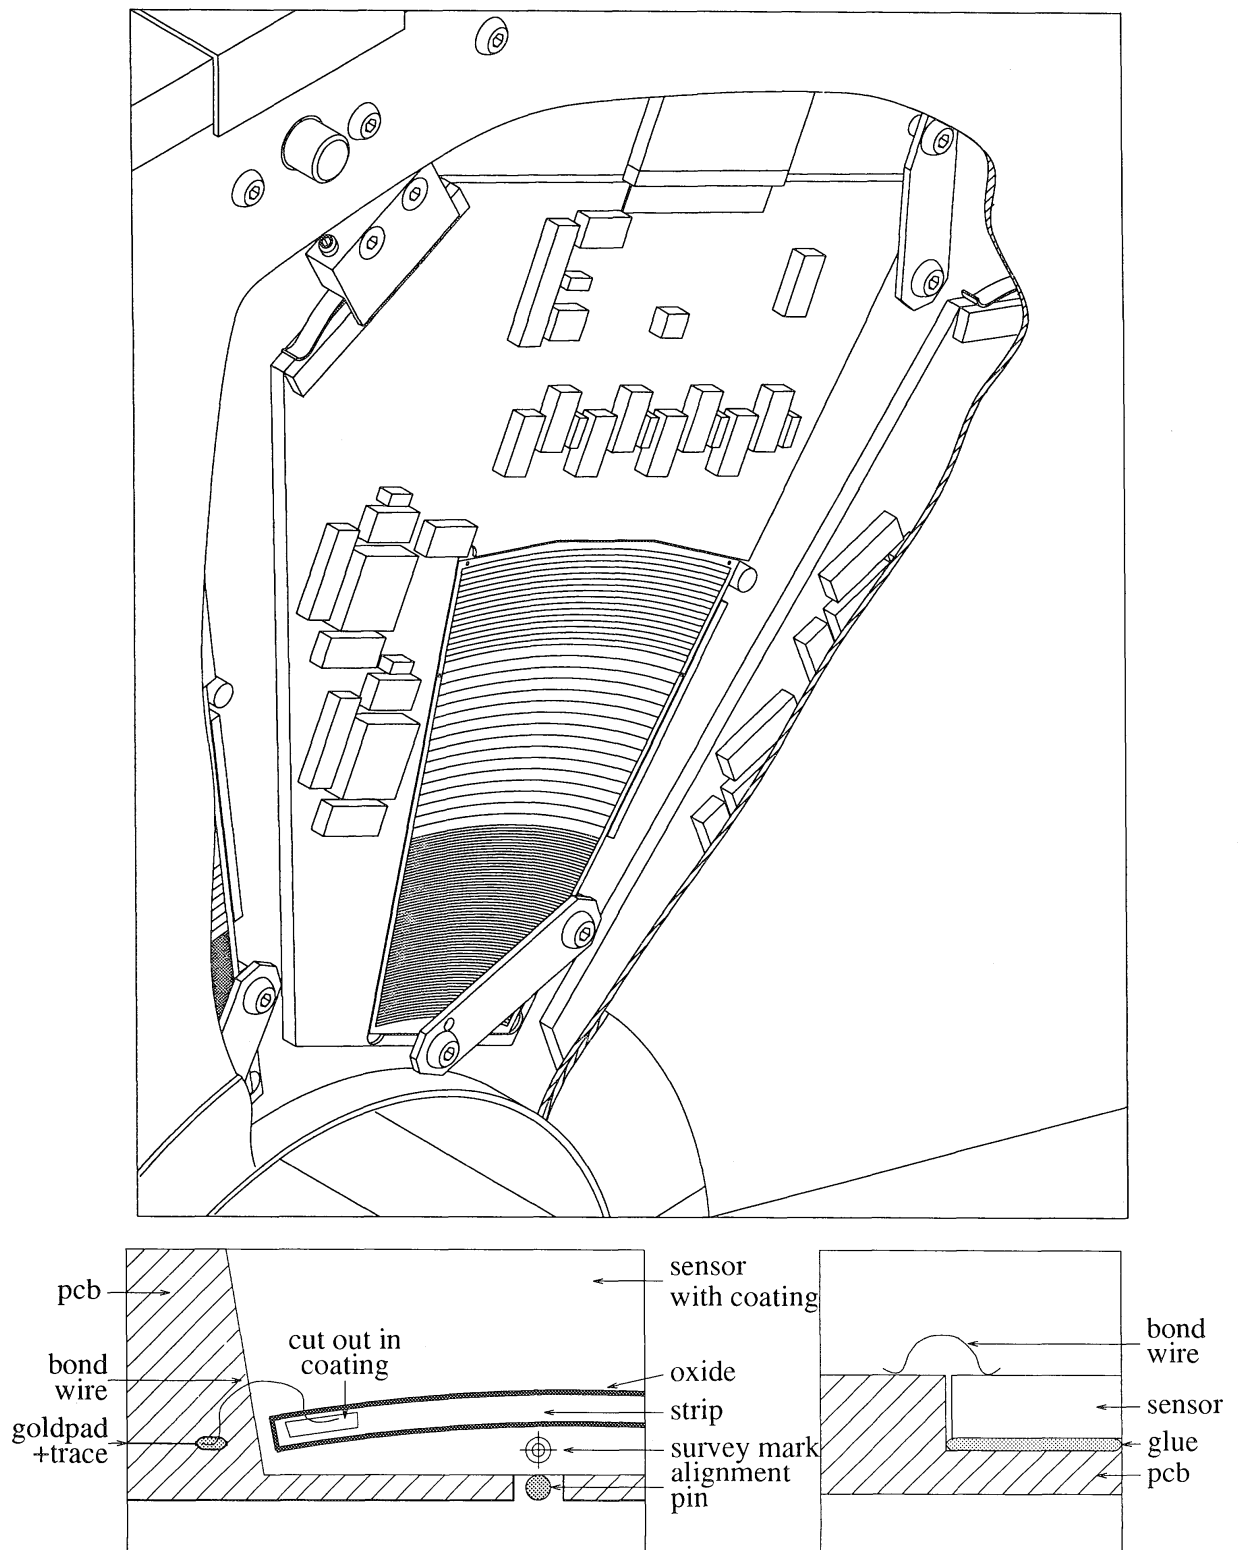 pcb
bond
wire
goldpad
+trace
cut out in
coating
sensor
with coating
oxide
strip
survey mark
alignment
pin
bond
wire
sensor
glue
pcb